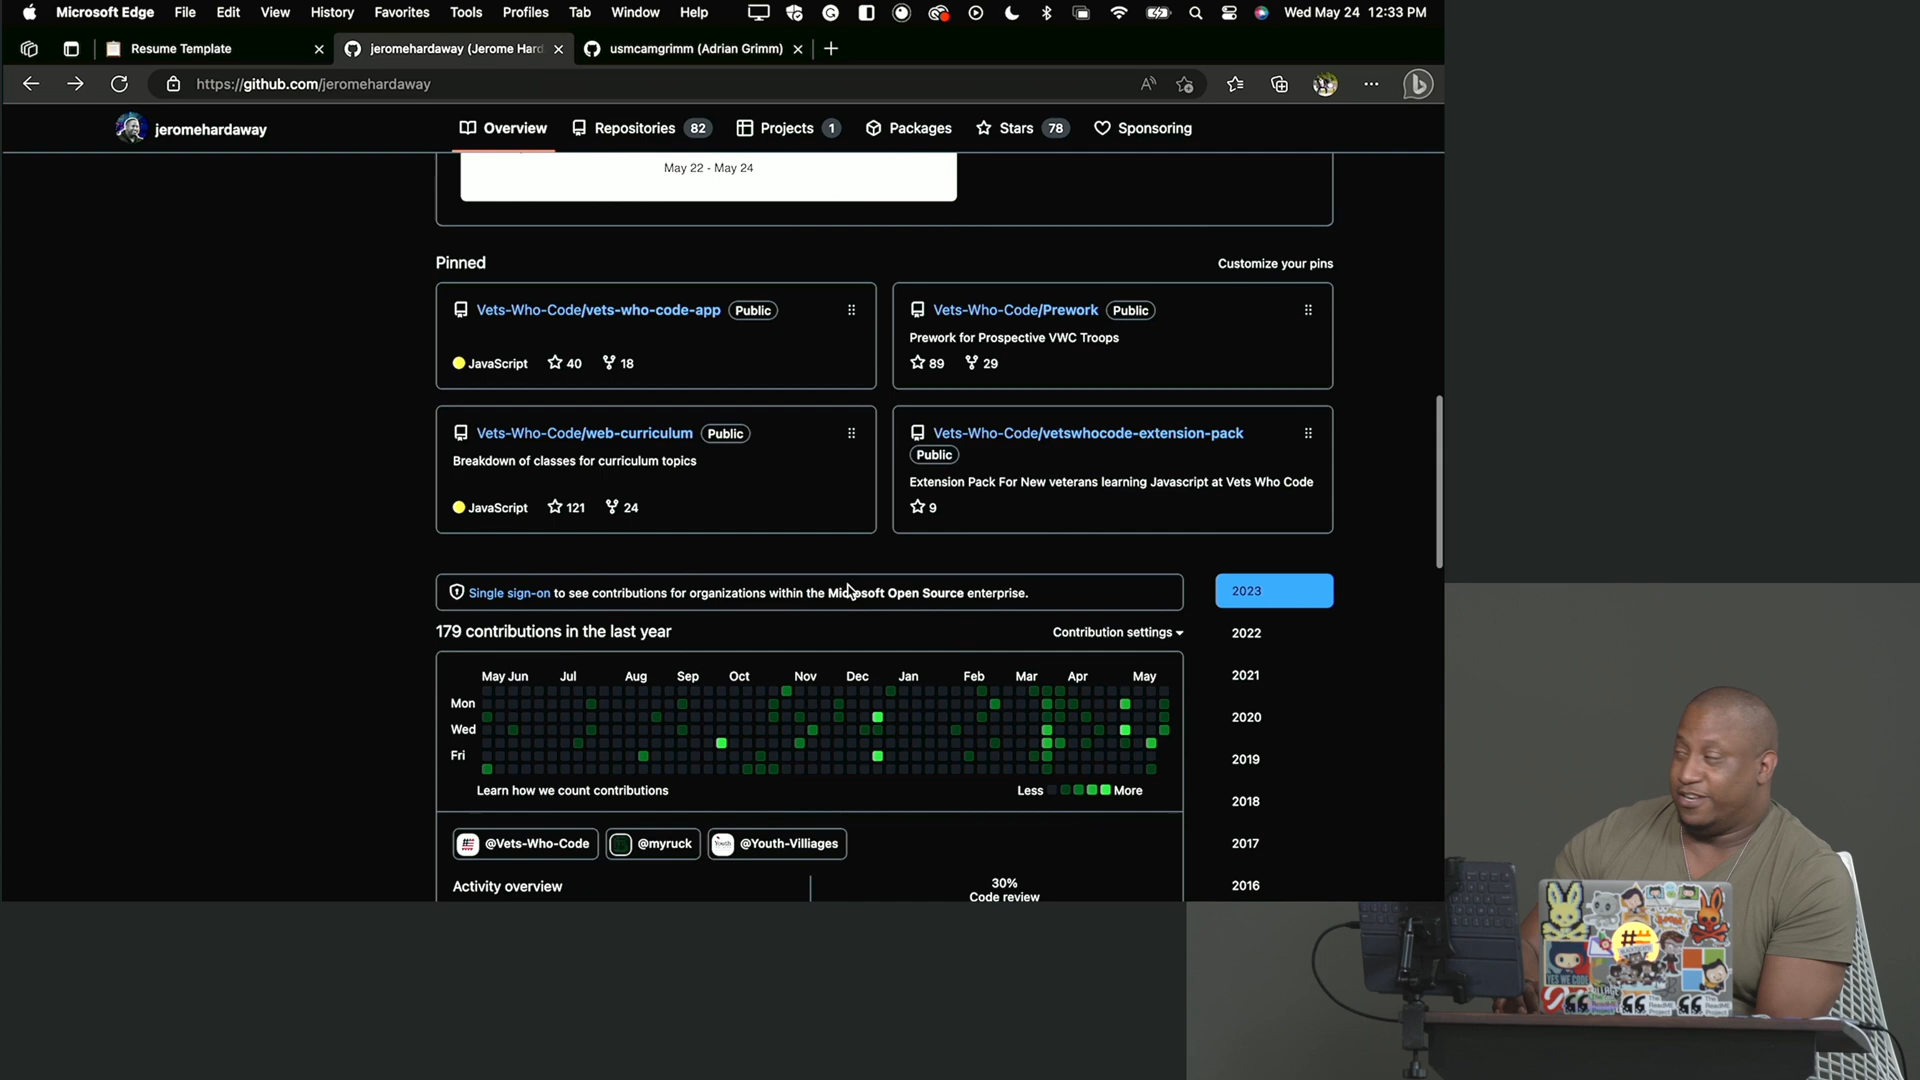 Microsoft Edge File Edit View History Favorites Tools Profiles Tab Window Help Wed May 24 12:33 PM
Resume Template jeromehardaway (Jerome Hard usmcamgrimm (Adrian Grimm)
https://github.com/jeromehardaway
jeromehardaway Overview Repositories 82 Projects 1 Packages Stars 78 Sponsoring
May 22 - May 24
Pinned Customize your pins
Vets-Who-Code/vets-who-code-app Public
JavaScript 40 18
Vets-Who-Code/Prework Public
Prework for Prospective VWC Troops
89 29
Vets-Who-Code/web-curriculum Public
Breakdown of classes for curriculum topics
JavaScript 121 24
Vets-Who-Code/vetswhocode-extension-pack
Public
Extension Pack For New veterans learning Javascript at Vets Who Code
9
Single sign-on to see contributions for organizations within the Microsoft Open Source enterprise.
179 contributions in the last year Contribution settings
May Jun Jul Aug Sep Oct Nov Dec Jan Feb Mar Apr May
Mon
Wed
Fri
Learn how we count contributions Less More
@Vets-Who-Code @myruck @Youth-Villiages
Activity overview
30%
Code review
2023
2022
2021
2020
2019
2018
2017
2016
YES WE CODE